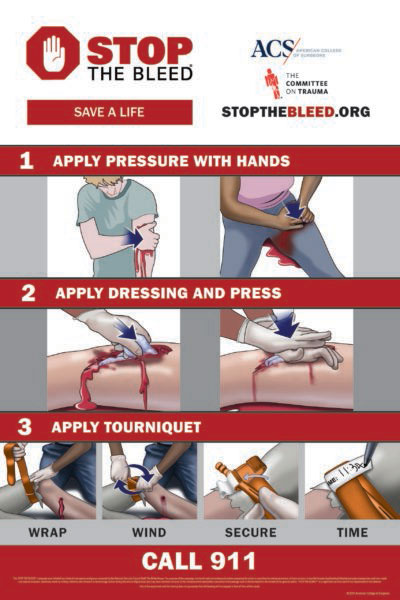 STOP
THE BLEED®
SAVE A LIFE
ACS
AMERICAN COLLEGE
OF SURGEONS
THE
COMMITTEE
ON TRAUMA
STOPTHEBLEED.ORG
1 APPLY PRESSURE WITH HANDS
2 APPLY DRESSING AND PRESS
3 APPLY TOURNIQUET
WRAP
WIND
SECURE
TIME
CALL 911